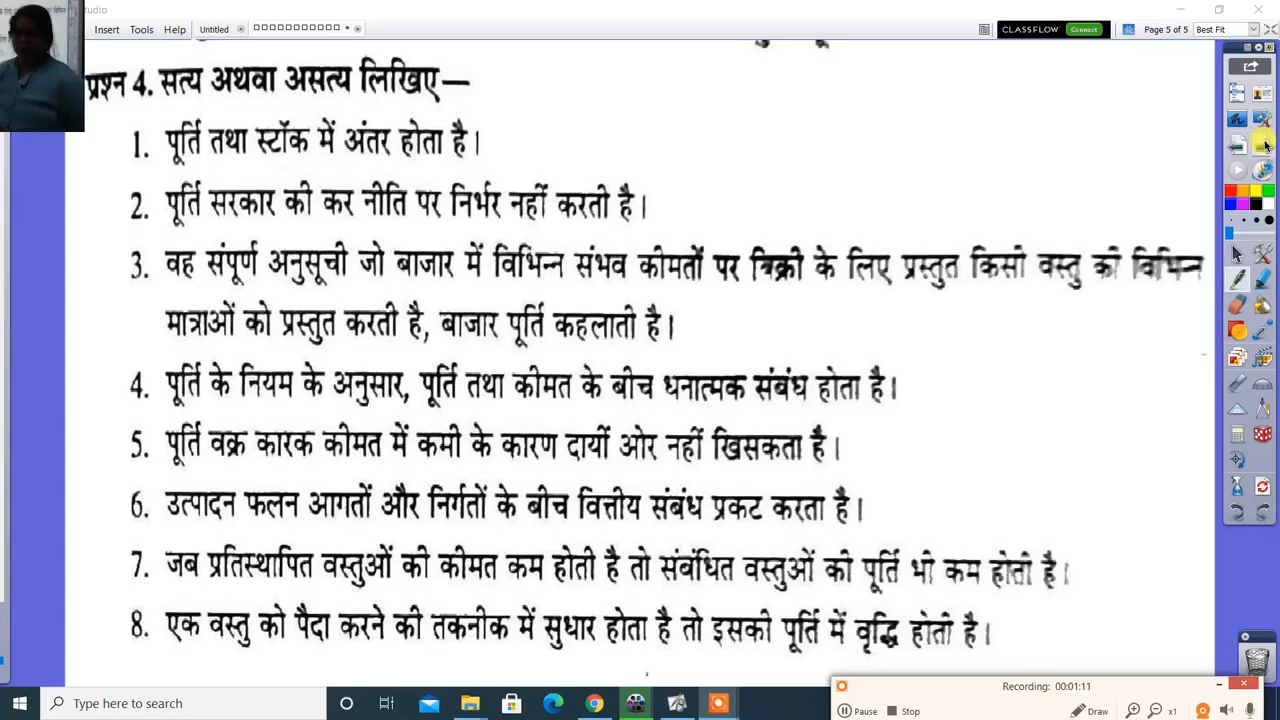 Insert Tools Help Untitled
CLASSFLOW Connect Page 5 of 5 Best Fit
प्रश्न 4. सत्य अथवा असत्य लिखिए—
1. पूर्ति तथा स्टॉक में अंतर होता है।
2. पूर्ति सरकार की कर नीति पर निर्भर नहीं करती है।
3. वह संपूर्ण अनुसूची जो बाजार में विभिन्न संभव कीमतों पर बिक्री के लिए प्रस्तुत किसी वस्तु की विभिन्न
मात्राओं को प्रस्तुत करती है, बाजार पूर्ति कहलाती है।
4. पूर्ति के नियम के अनुसार, पूर्ति तथा कीमत के बीच धनात्मक संबंध होता है।
5. पूर्ति वक्र कारक कीमत में कमी के कारण दायीं ओर नहीं खिसकता है।
6. उत्पादन फलन आगतों और निर्गतों के बीच वित्तीय संबंध प्रकट करता है।
7. जब प्रतिस्थापित वस्तुओं की कीमत कम होती है तो संबंधित वस्तुओं की पूर्ति भी कम होती है।
8. एक वस्तु को पैदा करने की तकनीक में सुधार होता है तो इसकी पूर्ति में वृद्धि होती है।
Recording: 00:01:11
Pause Stop Draw x1
Type here to search